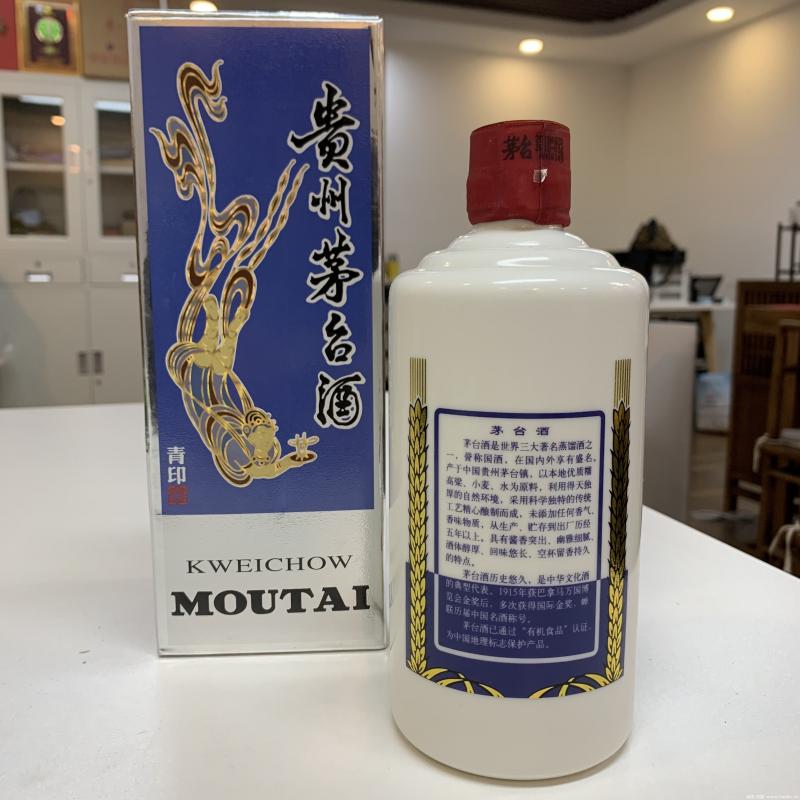 貴州茅台酒
青印
KWEICHOW
MOUTAI
茅台
茅台酒
茅台酒是世界三大著名蒸馏酒之
一，誉称国酒，在国内外享有盛名。
产于中国贵州茅台镇。以本地优质糯
高粱、小麦、水为原料，利用得天独
厚的自然环境，采用科学独特的传统
工艺精心酿制而成，未添加任何香气、
香味物质，从生产、贮存到出厂历经
五年以上。具有酱香突出、幽雅细腻、
酒体醇厚、回味悠长、空杯留香持久
的特点。
茅台酒历史悠久，是中华文化酒
的典型代表，1915年获巴拿马万国博
览会金奖后，多次获得国际金奖，蝉
联历届中国名酒称号。
茅台酒已通过“有机食品”认证，
为中国地理标志保护产品。